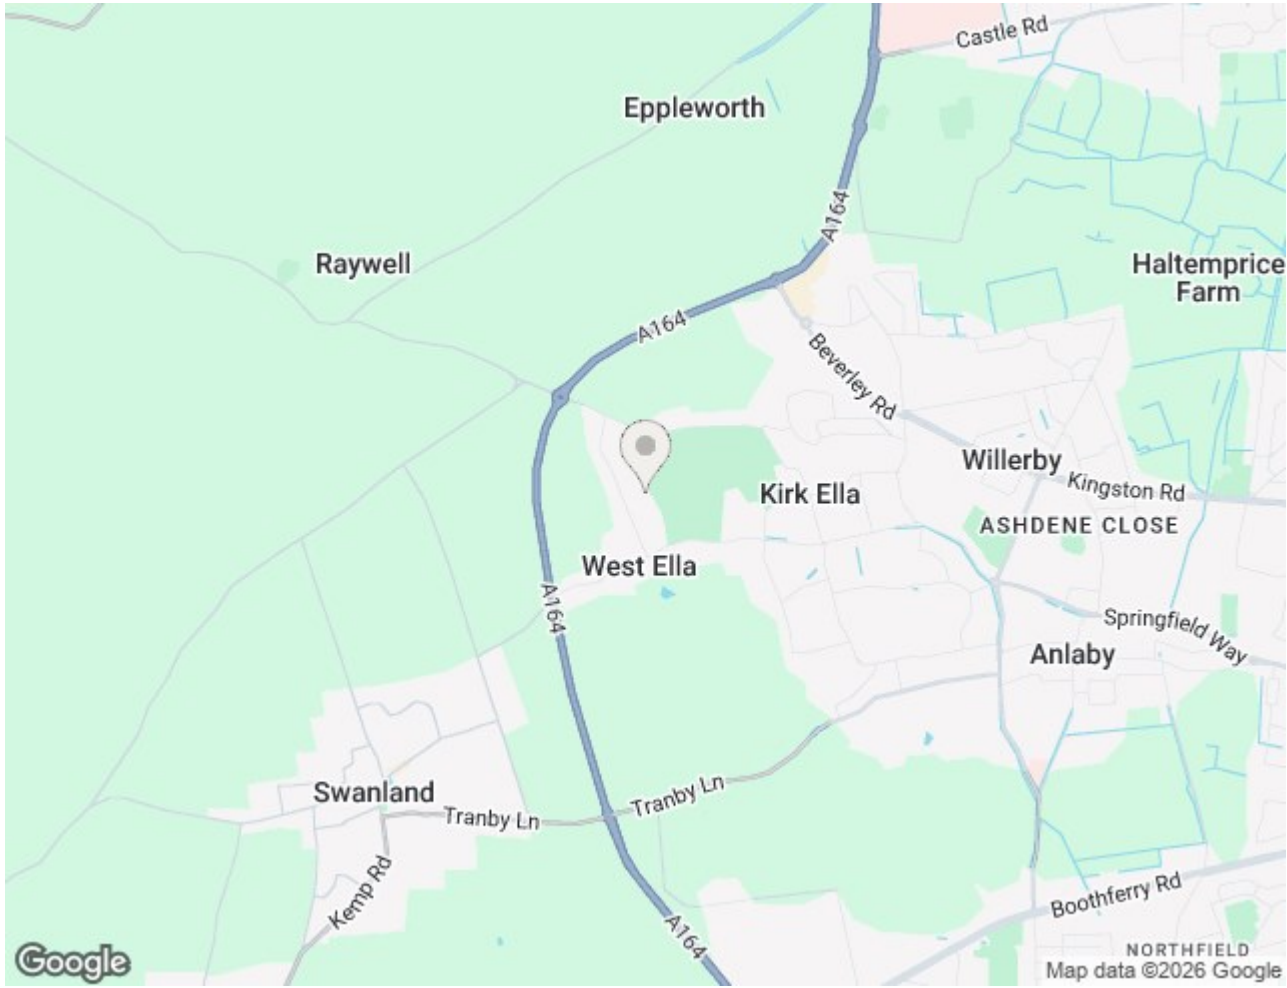 Castle Rd
Eppleworth
A164
Raywell
Haltemprice
Farm
A164
Beverley Rd
Willerby
Kingston Rd
Kirk Ella
ASHDENE CLOSE
West Ella
A164
Springfield Way
Anlaby
Swanland
Tranby Ln
Tranby Ln
Kemp Rd
Boothferry Rd
A164
NORTHFIELD
Google
Map data ©2026 Google